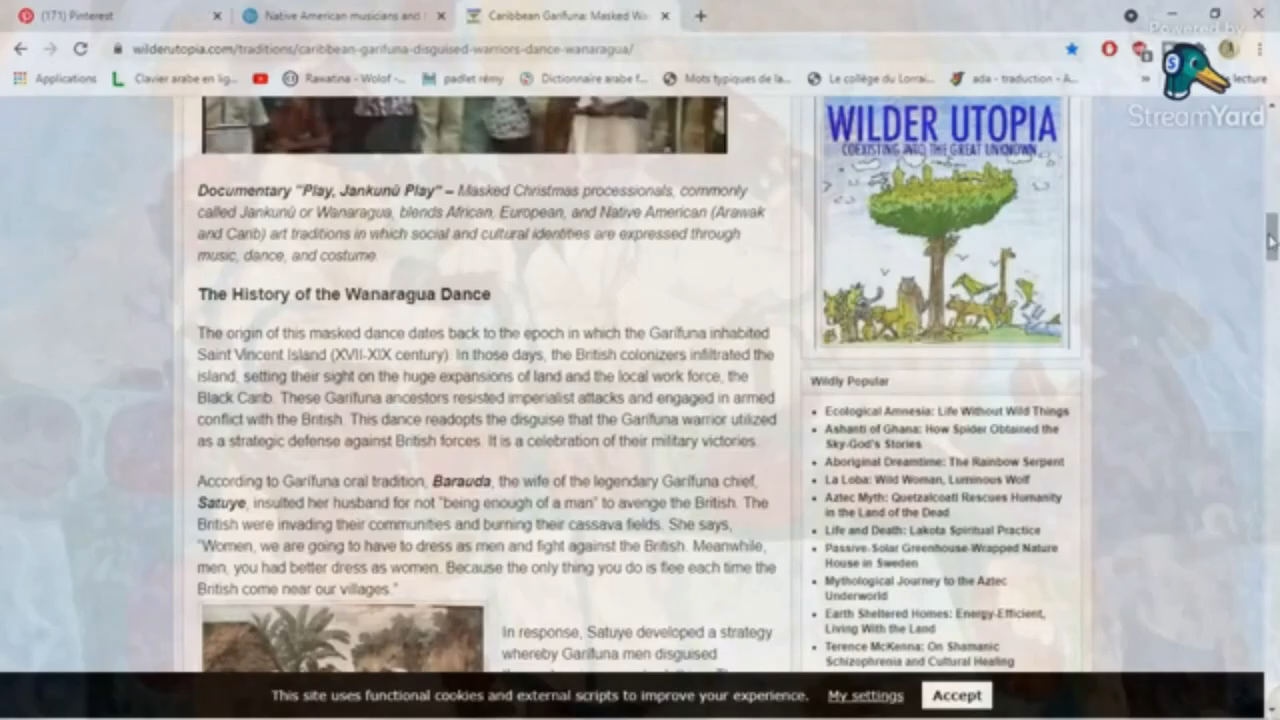 (171) Pinterest
Native American musicians and
Caribbean Garifuna: Masked Wa
wilderutopia.com/traditions/caribbean-garifuna-disguised-warriors-dance-wanaragua/
Applications
Clavier arabe en lig...
Rawatina - Wolof -...
padlet rémy
Dictionnaire arabe f...
Mots typiques de la...
Le collège du Lorrai...
ada - traduction - A...
lecture
Powered by
StreamYard
Documentary "Play, Jankunú Play" – Masked Christmas processionals, commonly
called Jankunú or Wanaragua, blends African, European, and Native American (Arawak
and Carib) art traditions in which social and cultural identities are expressed through
music, dance, and costume.
The History of the Wanaragua Dance
The origin of this masked dance dates back to the epoch in which the Garífuna inhabited
Saint Vincent Island (XVII-XIX century). In those days, the British colonizers infiltrated the
island, setting their sight on the huge expansions of land and the local work force, the
Black Carib. These Garífuna ancestors resisted imperialist attacks and engaged in armed
conflict with the British. This dance readopts the disguise that the Garífuna warrior utilized
as a strategic defense against British forces. It is a celebration of their military victories.
According to Garífuna oral tradition, Barauda, the wife of the legendary Garífuna chief,
Satuye, insulted her husband for not "being enough of a man" to avenge the British. The
British were invading their communities and burning their cassava fields. She says,
"Women, we are going to have to dress as men and fight against the British. Meanwhile,
men, you had better dress as women. Because the only thing you do is flee each time the
British come near our villages."
In response, Satuye developed a strategy
whereby Garífuna men disguised
WILDER UTOPIA
COEXISTING INTO THE GREAT UNKNOWN
Wildly Popular
Ecological Amnesia: Life Without Wild Things
Ashanti of Ghana: How Spider Obtained the
Sky-God's Stories
Aboriginal Dreamtime: The Rainbow Serpent
La Loba: Wild Woman, Luminous Wolf
Aztec Myth: Quetzalcoatl Rescues Humanity
in the Land of the Dead
Life and Death: Lakota Spiritual Practice
Passive-Solar Greenhouse-Wrapped Nature
House in Sweden
Mythological Journey to the Aztec
Underworld
Earth Sheltered Homes: Energy-Efficient,
Living With the Land
Terence McKenna: On Shamanic
Schizophrenia and Cultural Healing
This site uses functional cookies and external scripts to improve your experience.
My settings
Accept